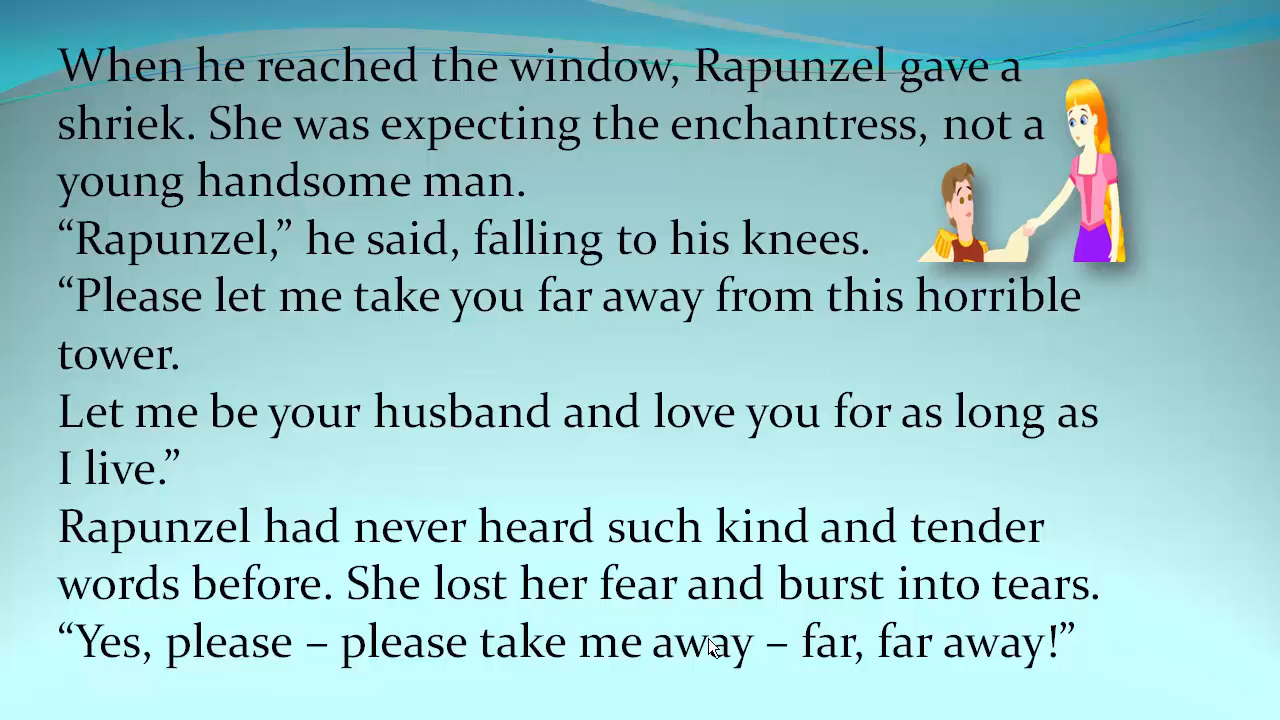 When he reached the window, Rapunzel gave a
shriek. She was expecting the enchantress, not a
young handsome man.
“Rapunzel,” he said, falling to his knees.
“Please let me take you far away from this horrible
tower.
Let me be your husband and love you for as long as
I live.”
Rapunzel had never heard such kind and tender
words before. She lost her fear and burst into tears.
“Yes, please – please take me away – far, far away!”